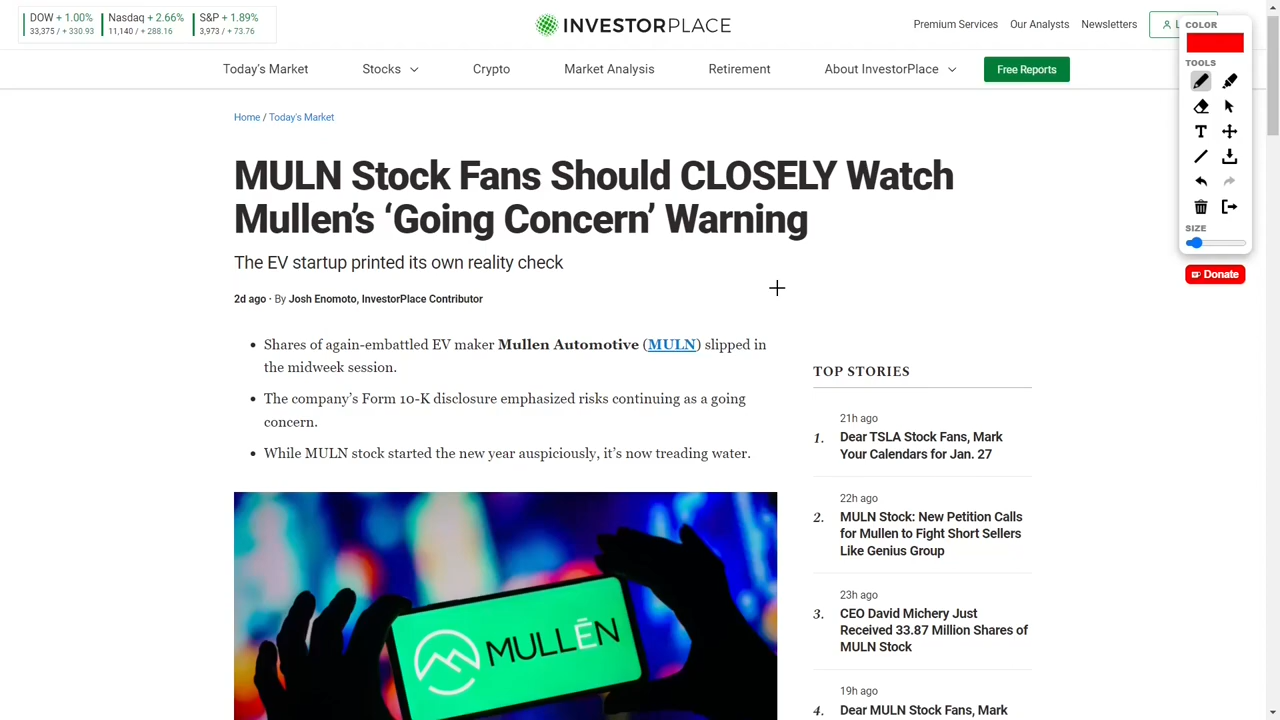 DOW + 1.00%
33,375 / + 330.93
Nasdaq + 2.66%
11,140 / + 288.16
S&P + 1.89%
3,973 / + 73.76
INVESTORPLACE
Premium Services
Our Analysts
Newsletters
COLOR
TOOLS
T
SIZE
Donate
Today's Market
Stocks
Crypto
Market Analysis
Retirement
About InvestorPlace
Free Reports
Home / Today's Market
MULN Stock Fans Should CLOSELY Watch
Mullen’s ‘Going Concern’ Warning
The EV startup printed its own reality check
2d ago · By Josh Enomoto, InvestorPlace Contributor
• Shares of again-embattled EV maker Mullen Automotive (MULN) slipped in
the midweek session.
• The company’s Form 10-K disclosure emphasized risks continuing as a going
concern.
• While MULN stock started the new year auspiciously, it’s now treading water.
MULLEN
TOP STORIES
21h ago
1. Dear TSLA Stock Fans, Mark
Your Calendars for Jan. 27
22h ago
2. MULN Stock: New Petition Calls
for Mullen to Fight Short Sellers
Like Genius Group
23h ago
3. CEO David Michery Just
Received 33.87 Million Shares of
MULN Stock
19h ago
4. Dear MULN Stock Fans, Mark